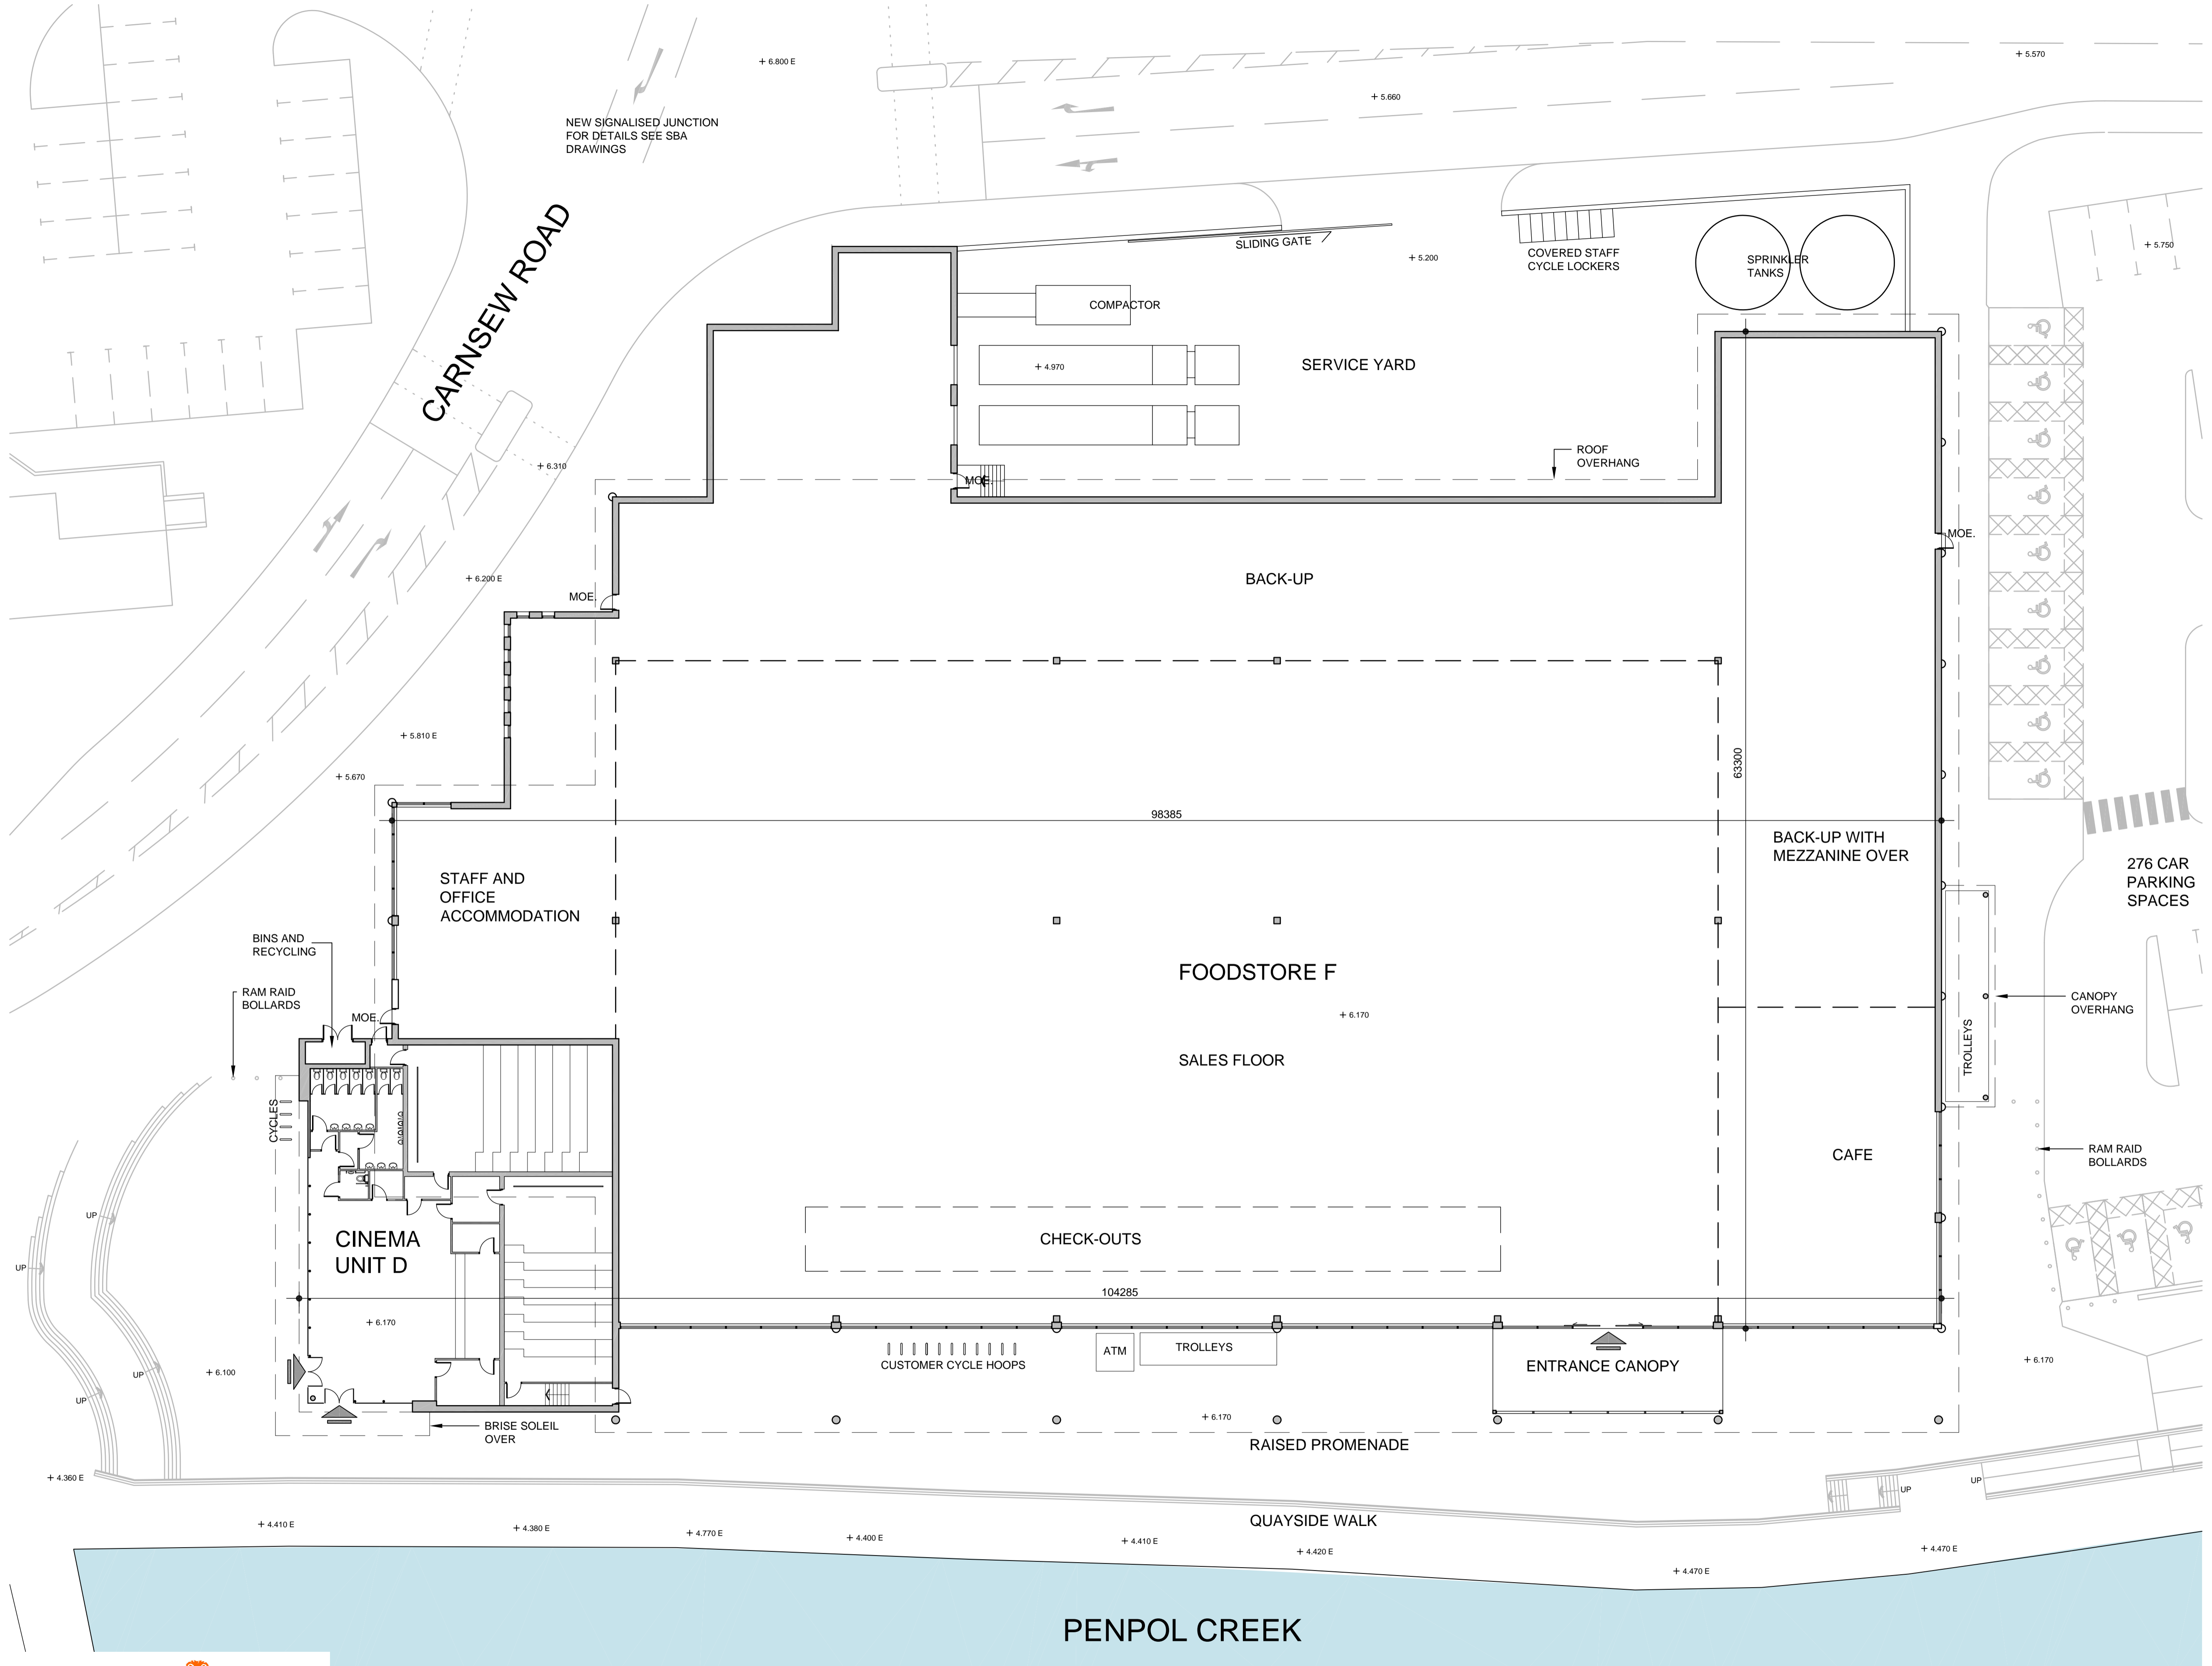 + 6.800 E
+ 5.570
+ 5.660
NEW SIGNALISED JUNCTION
FOR DETAILS SEE SBA
DRAWINGS
CARNSEW ROAD
SLIDING GATE
+ 5.200
COVERED STAFF
CYCLE LOCKERS
SPRINKLER
TANKS
+ 5.750
COMPACTOR
+ 4.970
SERVICE YARD
ROOF
OVERHANG
+ 6.310
MOE.
MOE.
+ 6.200 E
MOE.
BACK-UP
+ 5.810 E
+ 5.670
63300
98385
BACK-UP WITH
MEZZANINE OVER
276 CAR
PARKING
SPACES
STAFF AND
OFFICE
ACCOMMODATION
BINS AND
RECYCLING
RAM RAID
BOLLARDS
MOE.
FOODSTORE F
+ 6.170
SALES FLOOR
CANOPY
OVERHANG
TROLLEYS
CYCLES
CAFE
RAM RAID
BOLLARDS
UP
UP
UP
UP
CINEMA
UNIT D
CHECK-OUTS
104285
+ 6.170
+ 6.100
CUSTOMER CYCLE HOOPS
ATM
TROLLEYS
ENTRANCE CANOPY
+ 6.170
BRISE SOLEIL
OVER
+ 6.170
RAISED PROMENADE
+ 4.360 E
UP
UP
+ 4.410 E
+ 4.380 E
+ 4.770 E
+ 4.400 E
+ 4.410 E
QUAYSIDE WALK
+ 4.420 E
+ 4.470 E
+ 4.470 E
PENPOL CREEK